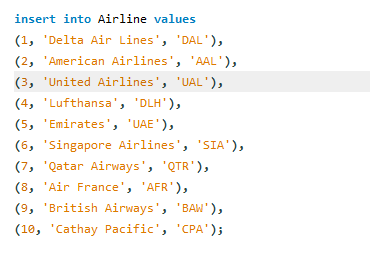 insert into Airline values
(1, 'Delta Air Lines', 'DAL'),
(2, 'American Airlines', 'AAL'),
(3, 'United Airlines', 'UAL'),
(4, 'Lufthansa', 'DLH'),
(5, 'Emirates', 'UAE'),
(6, 'Singapore Airlines', 'SIA'),
(7, 'Qatar Airways', 'QTR'),
(8, 'Air France', 'AFR'),
(9, 'British Airways', 'BAW'),
(10, 'Cathay Pacific', 'CPA');